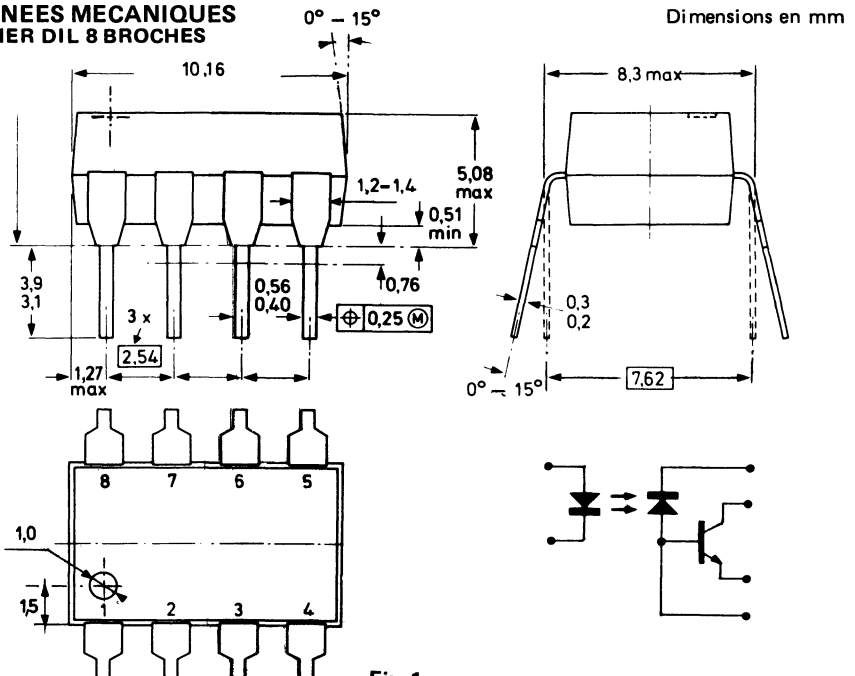 NEES MECANIQUES
IER DIL 8 BROCHES
0° – 15°
Dimensions en mm
10,16
8,3 max
5,08
max
1,2–1,4
0,51
min
3,9
3,1
0,56
0,40
0,76
0,3
0,2
3 x
0,25 Ⓜ
2,54
1,27
max
0° – 15°
7,62
8 7 6 5
1,0
1,5
1 2 3 4